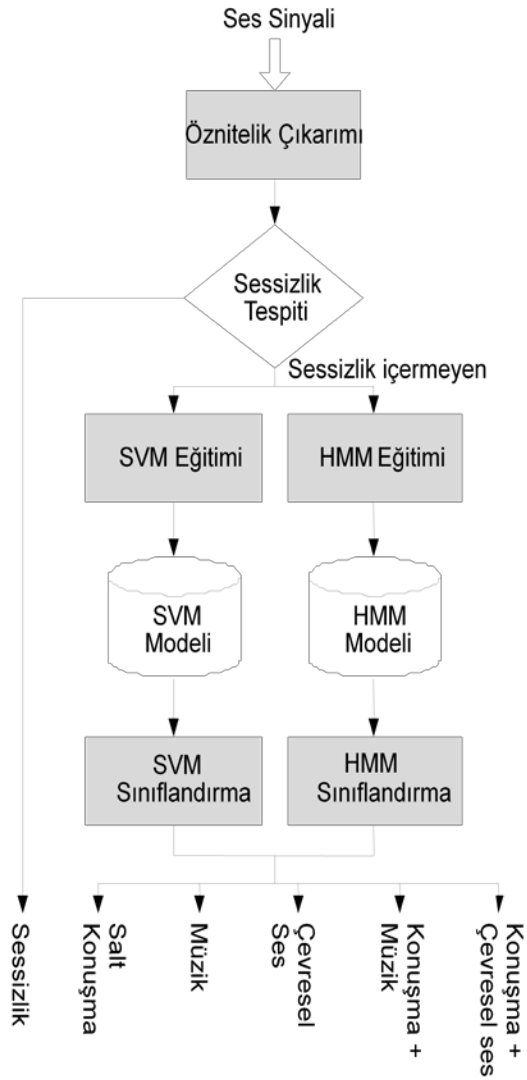 Ses Sinyali
Öznitelik Çıkarımı
Sessizlik
Tespiti
Sessizlik içermeyen
SVM Eğitimi
HMM Eğitimi
SVM
Modeli
HMM
Modeli
SVM
Sınıflandırma
HMM
Sınıflandırma
Sessizlik
Salt
Konuşma
Müzik
Çevresel
Ses
Konuşma +
Müzik
Konuşma +
Çevresel ses